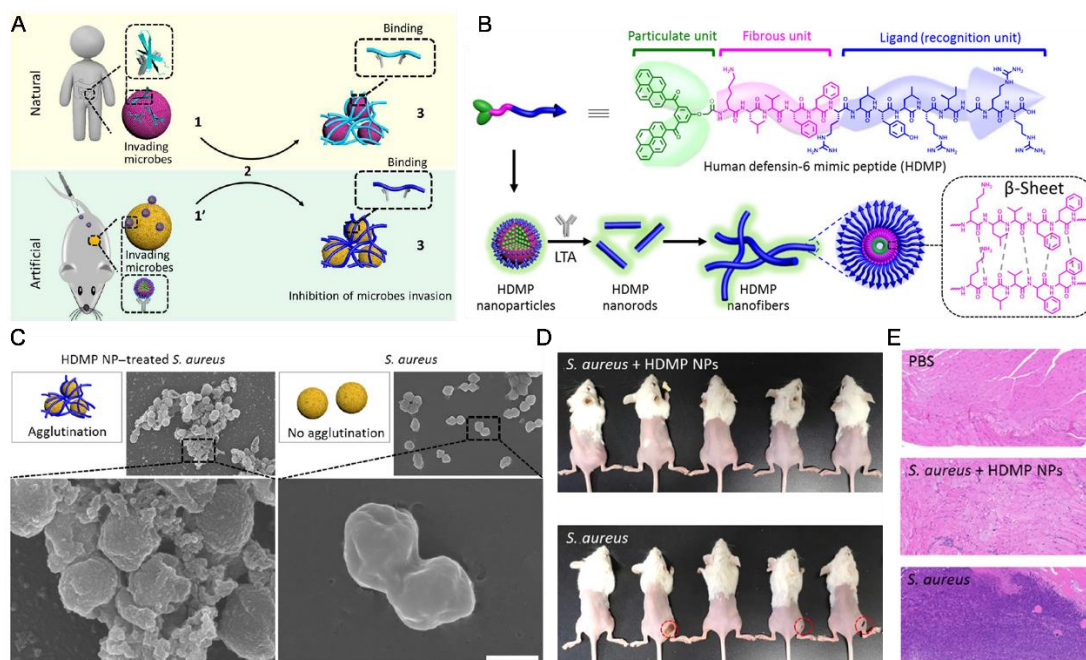 A
Natural
Invading
microbes
1
2
Binding
3
Artificial
1'
Invading
microbes
Binding
3
Inhibition of microbes invasion
B
Particulate unit
Fibrous unit
Ligand (recognition unit)
Human defensin-6 mimic peptide (HDMP)
LTA
HDMP
nanoparticles
HDMP
nanorods
HDMP
nanofibers
β-Sheet
C
HDMP NP–treated S. aureus
Agglutination
S. aureus
No agglutination
D
S. aureus + HDMP NPs
S. aureus
E
PBS
S. aureus + HDMP NPs
S. aureus